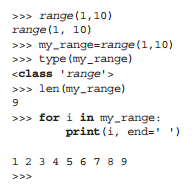 >>> range(1,10)
range(1, 10)
>>> my_range=range(1,10)
>>> type(my_range)
<class 'range'>
>>> len(my_range)
9
>>> for i in my_range:
        print(i, end=' ')

1 2 3 4 5 6 7 8 9
>>>